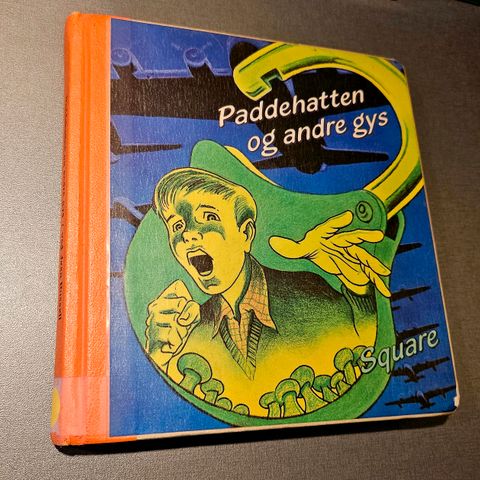 Paddehatten
og andre gys
Square